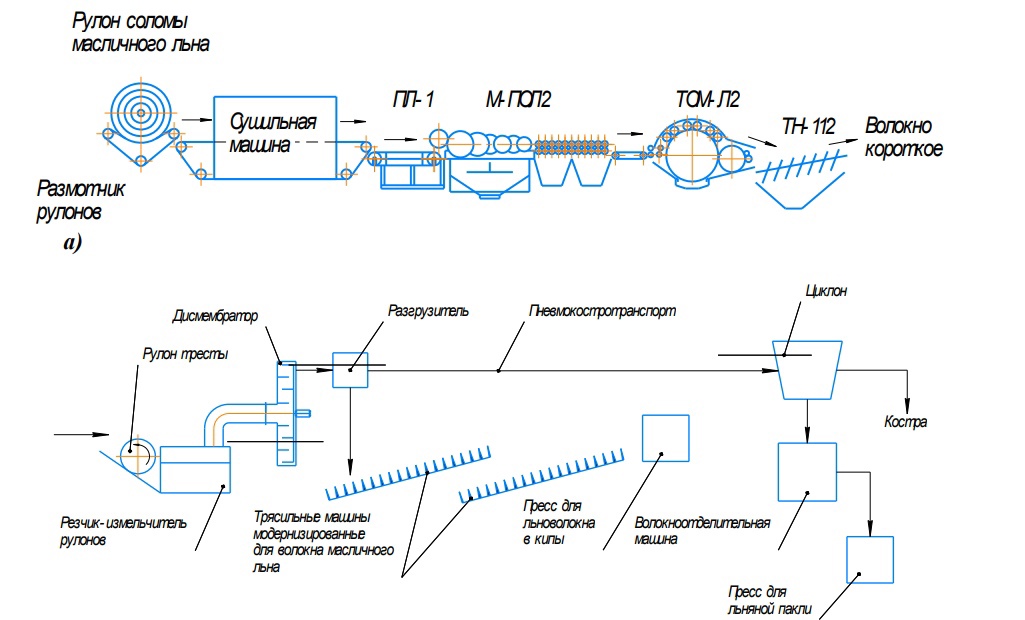 Рулон соломы
масличного льна
ПЛ-1
М-ПОЛ2
ТОМ-Л2
ТН-112
Волокно
короткое
Сушильная
машина
Размотчик
рулонов
а)
Циклон
Дисмембратор
Разгрузитель
Пневмокостротранспорт
Рулон тресты
Костра
Резчик-измельчитель
рулонов
Трясильные машины
модернизированные
для волокна масличного
льна
Пресс для
льноволокна
в кипы
Волокноотделительная
машина
Пресс для
льняной пакли